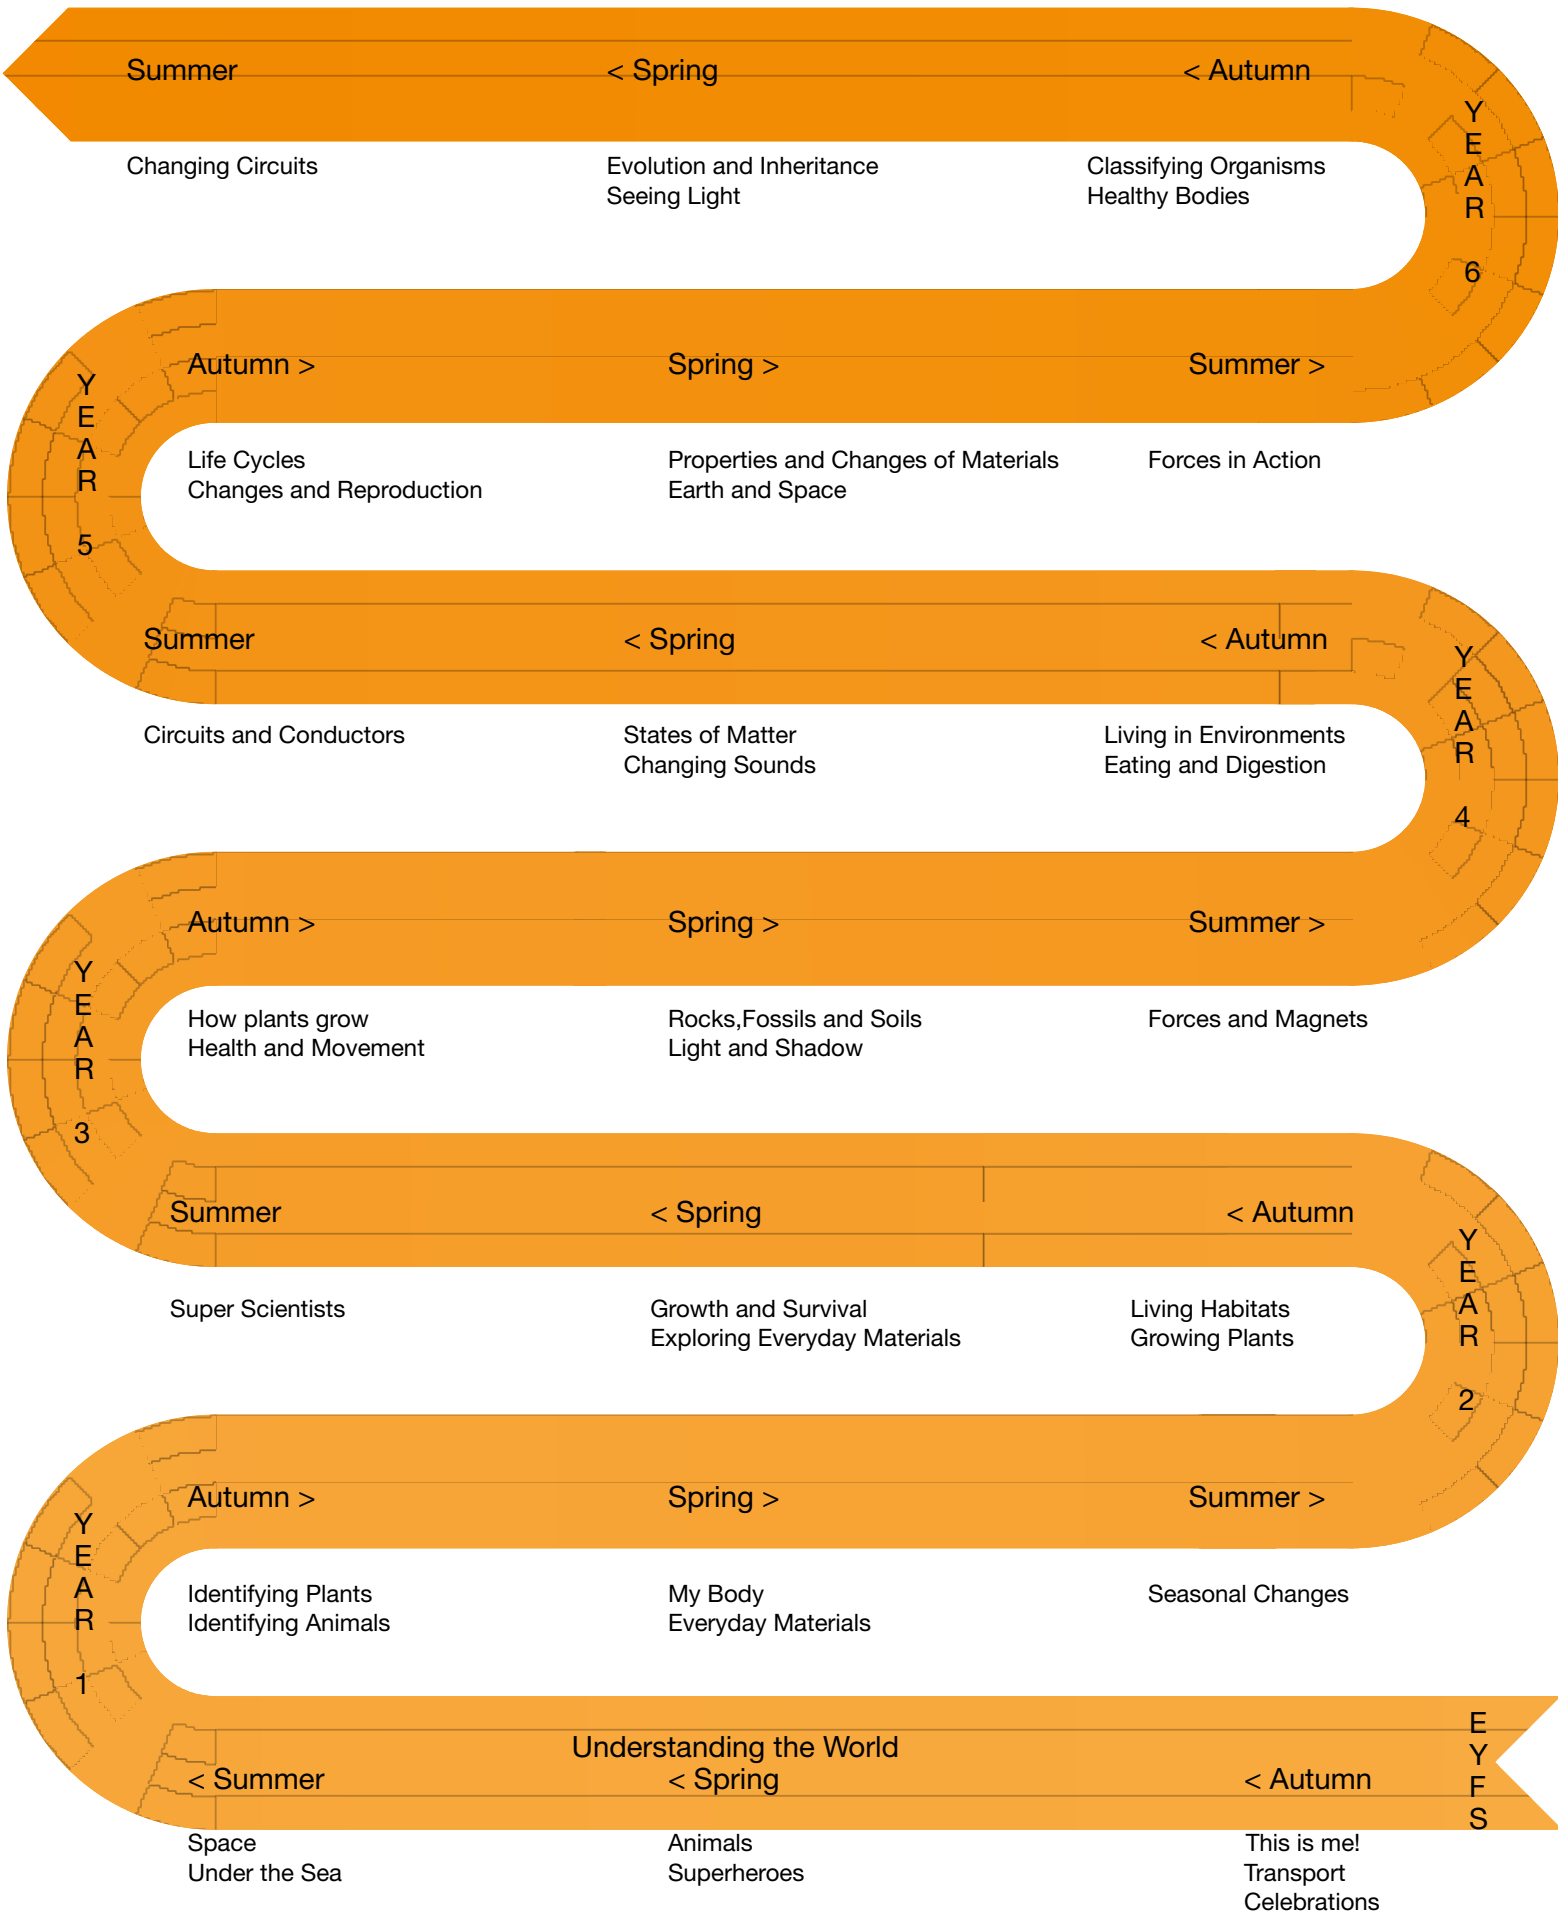 Summer
< Spring
< Autumn
YEAR 6
Changing Circuits
Evolution and Inheritance
Seeing Light
Classifying Organisms
Healthy Bodies
YEAR 5
Autumn >
Spring >
Summer >
Life Cycles
Changes and Reproduction
Properties and Changes of Materials
Earth and Space
Forces in Action
Summer
< Spring
< Autumn
YEAR 4
Circuits and Conductors
States of Matter
Changing Sounds
Living in Environments
Eating and Digestion
YEAR 3
Autumn >
Spring >
Summer >
How plants grow
Health and Movement
Rocks,Fossils and Soils
Light and Shadow
Forces and Magnets
Summer
< Spring
< Autumn
YEAR 2
Super Scientists
Growth and Survival
Exploring Everyday Materials
Living Habitats
Growing Plants
YEAR 1
Autumn >
Spring >
Summer >
Identifying Plants
Identifying Animals
My Body
Everyday Materials
Seasonal Changes
EYFS
Understanding the World
< Summer
< Spring
< Autumn
Space
Under the Sea
Animals
Superheroes
This is me!
Transport
Celebrations